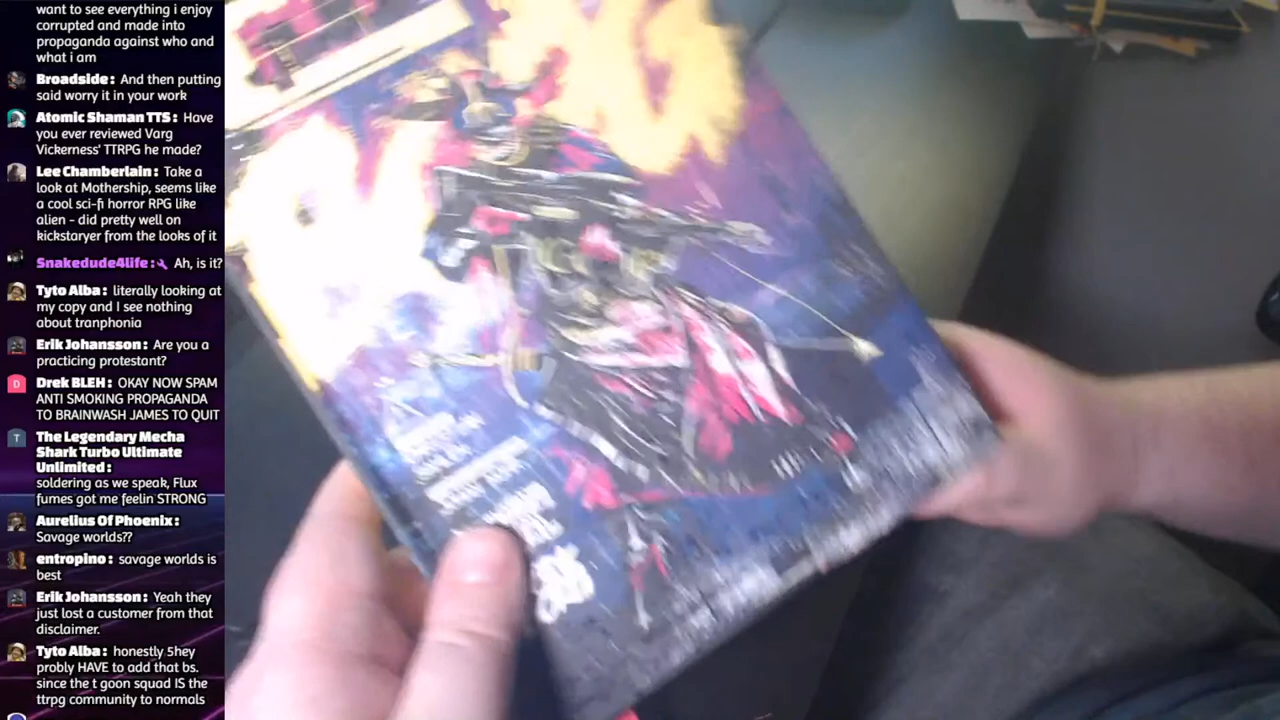 want to see everything i enjoy
corrupted and made into
propaganda against who and
what i am
Broadside: And then putting
said worry it in your work
Atomic Shaman TTS: Have
you ever reviewed Varg
Vickerness' TTRPG he made?
Lee Chamberlain: Take a
look at Mothership, seems like
a cool sci-fi horror RPG like
alien - did pretty well on
kickstaryer from the looks of it
Snakedude4life: Ah, is it?
Tyto Alba: literally looking at
my copy and I see nothing
about tranphonia
Erik Johansson: Are you a
practicing protestant?
Drek BLEH: OKAY NOW SPAM
ANTI SMOKING PROPAGANDA
TO BRAINWASH JAMES TO QUIT
The Legendary Mecha
Shark Turbo Ultimate
Unlimited:
soldering as we speak, Flux
fumes got me feelin STRONG
Aurelius Of Phoenix:
Savage worlds??
entropino: savage worlds is
best
Erik Johansson: Yeah they
just lost a customer from that
disclaimer.
Tyto Alba: honestly 5hey
probly HAVE to add that bs.
since the t goon squad IS the
ttrpg community to normals